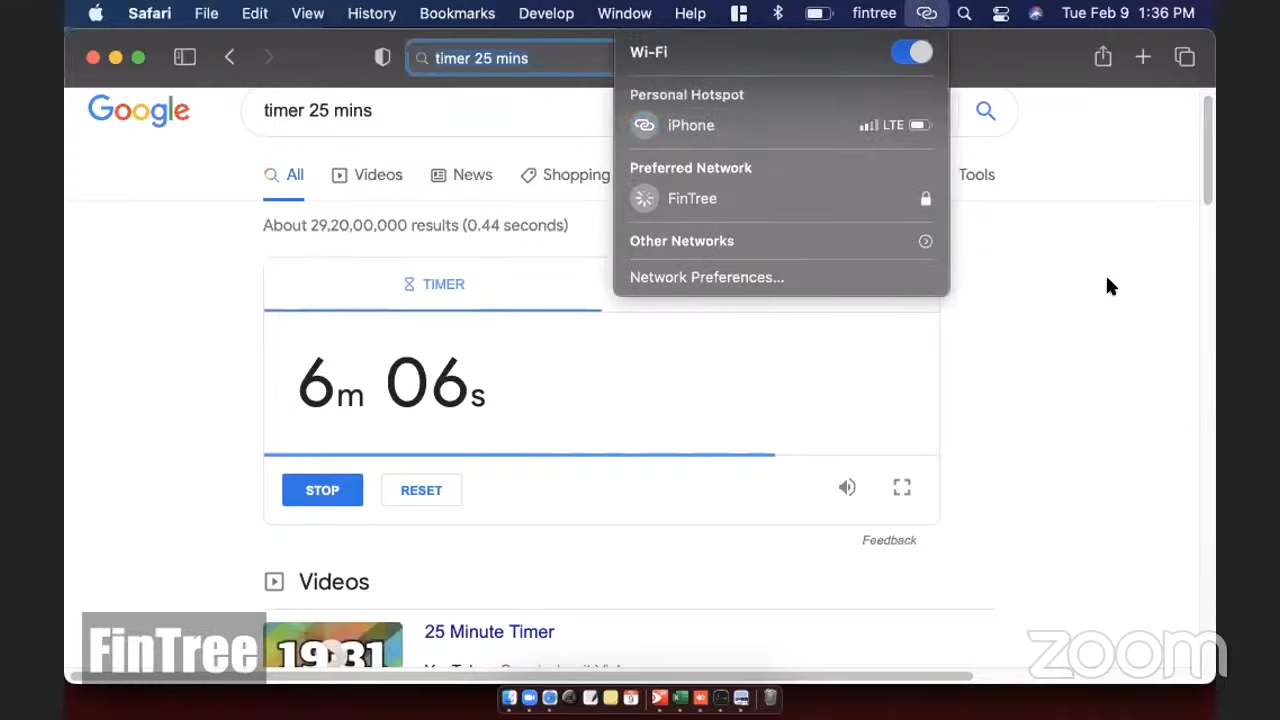 Safari File Edit View History Bookmarks Develop Window Help fintree Tue Feb 9 1:36 PM
timer 25 mins
Wi-Fi
Personal Hotspot
iPhone LTE
Preferred Network
FinTree
Other Networks
Network Preferences...
Google timer 25 mins
All Videos News Shopping Tools
About 29,20,00,000 results (0.44 seconds)
TIMER
6m 06s
STOP RESET
Feedback
Videos
25 Minute Timer
19:31
FinTree
zoom